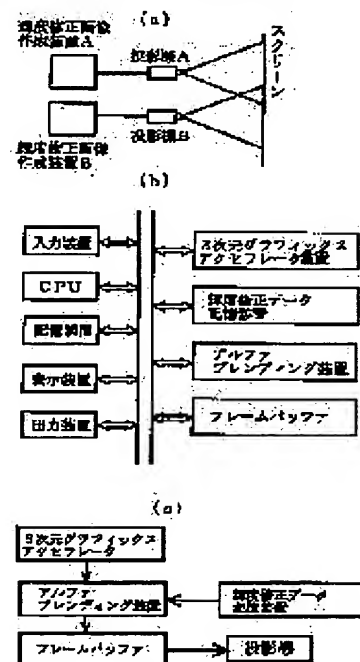 (a)
輝度修正画像
作成装置A
投影機A
スクリーン
投影機B
輝度修正画像
作成装置B
(b)
入力装置
CPU
記憶装置
表示装置
出力装置
3次元グラフィックス
アクセラレータ装置
輝度修正データ
記憶装置
アルファ
ブレンディング装置
フレームバッファ
(c)
3次元グラフィックス
アクセラレータ
アルファ
ブレンディング装置
輝度修正データ
記憶装置
フレームバッファ
投影機